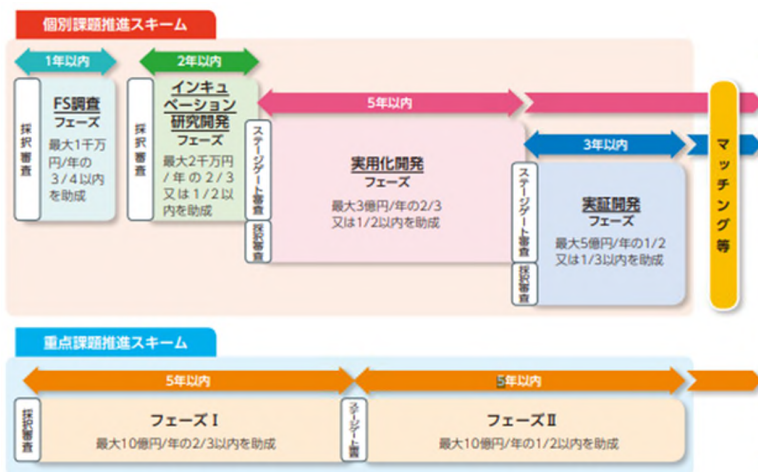 個別課題推進スキーム
1年以内
2年以内
5年以内
3年以内
採択審査
FS調査
フェーズ
最大1千万
円/年の
3/4以内
を助成
採択審査
インキュ
ベーション
研究開発
フェーズ
最大2千万円
/年の2/3
又は1/2以
内を助成
ステージゲート審査
採択審査
実用化開発
フェーズ
最大3億円/年の2/3
又は1/2以内を助成
ステージゲート審査
採択審査
実証開発
フェーズ
最大5億円/年の1/2
又は1/3以内を助成
マッチング等
重点課題推進スキーム
5年以内
5年以内
採択審査
フェーズⅠ
最大10億円/年の2/3以内を助成
ステージゲート審査
フェーズⅡ
最大10億円/年の1/2以内を助成